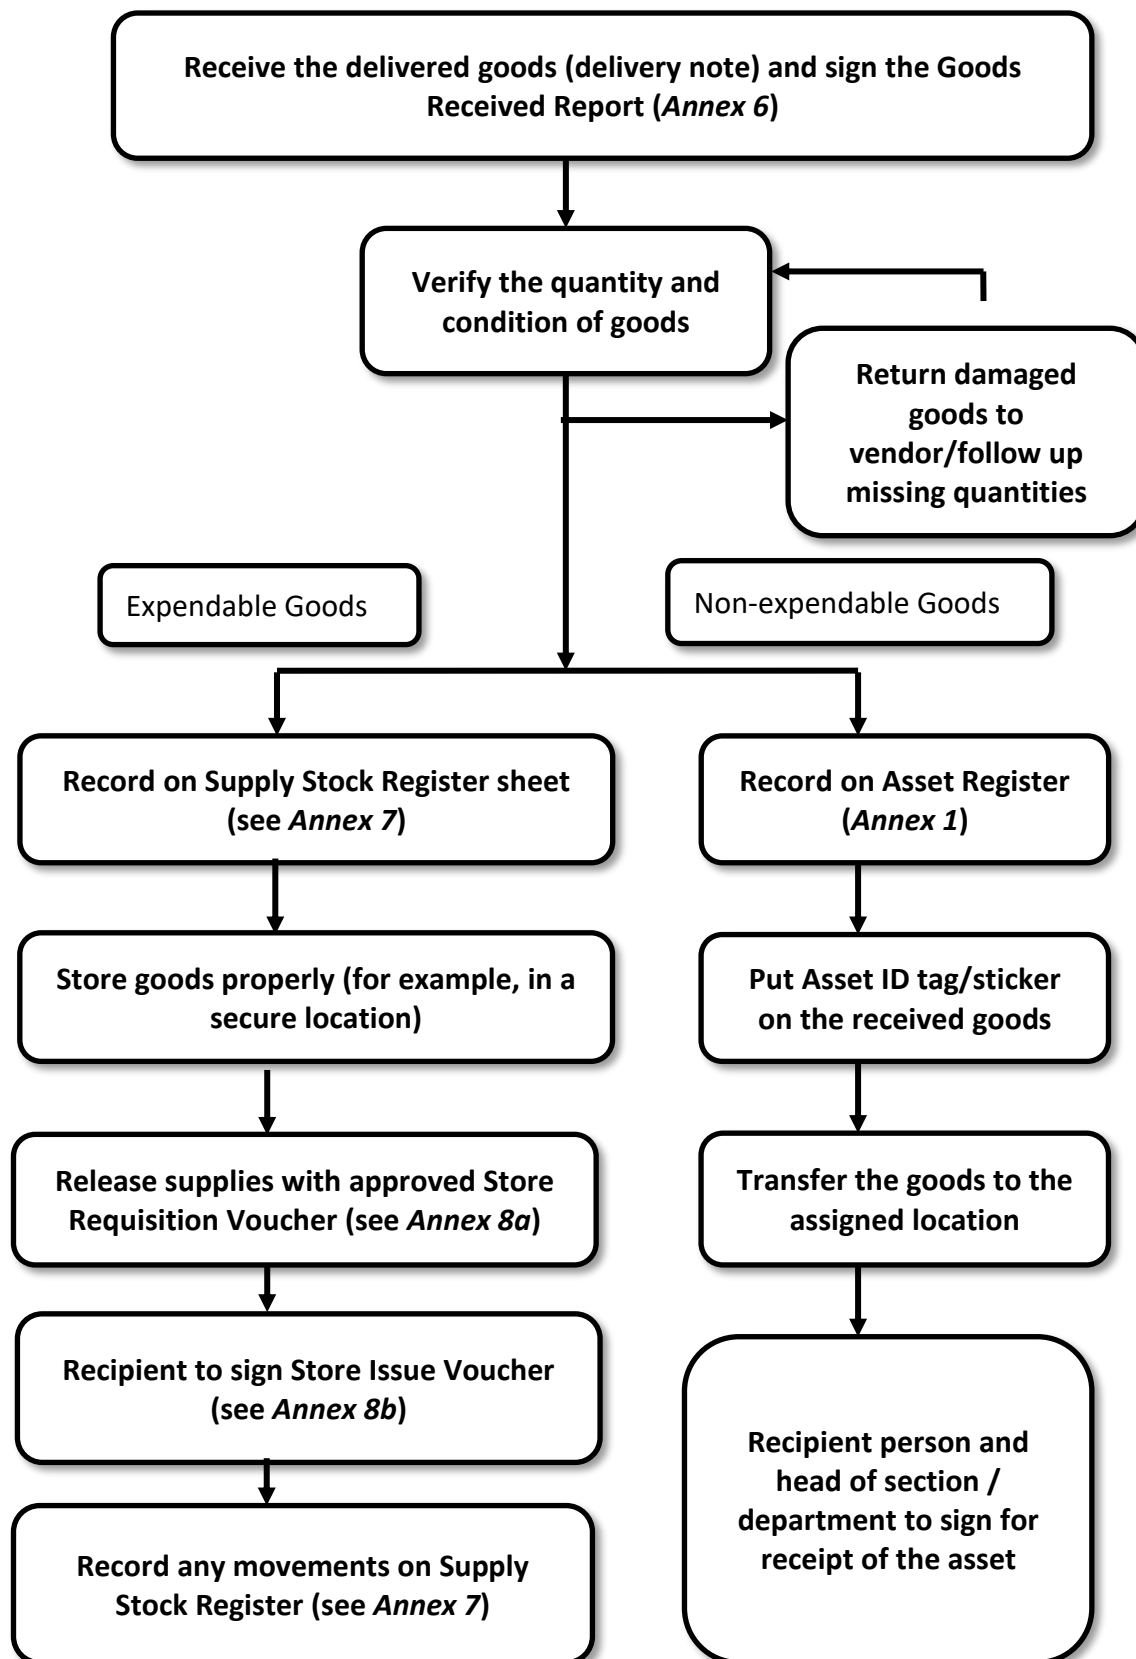 Receive the delivered goods (delivery note) and sign the Goods
Received Report (Annex 6)
Verify the quantity and
condition of goods
Return damaged
goods to
vendor/follow up
missing quantities
Expendable Goods
Non-expendable Goods
Record on Supply Stock Register sheet
(see Annex 7)
Record on Asset Register
(Annex 1)
Store goods properly (for example, in a
secure location)
Put Asset ID tag/sticker
on the received goods
Release supplies with approved Store
Requisition Voucher (see Annex 8a)
Transfer the goods to the
assigned location
Recipient to sign Store Issue Voucher
(see Annex 8b)
Recipient person and
head of section /
department to sign for
receipt of the asset
Record any movements on Supply
Stock Register (see Annex 7)